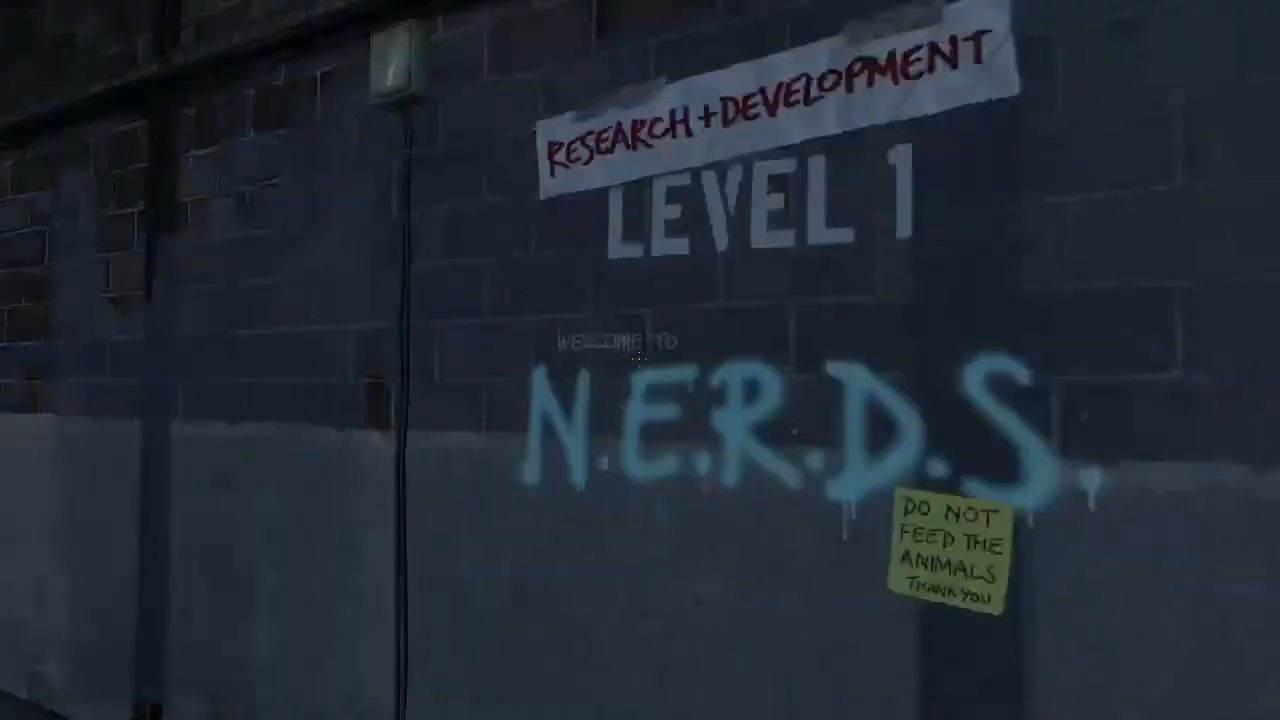 RESEARCH + DEVELOPMENT
LEVEL 1
WELCOME TO
N.E.R.D.S.
DO NOT
FEED THE
ANIMALS
THANK YOU